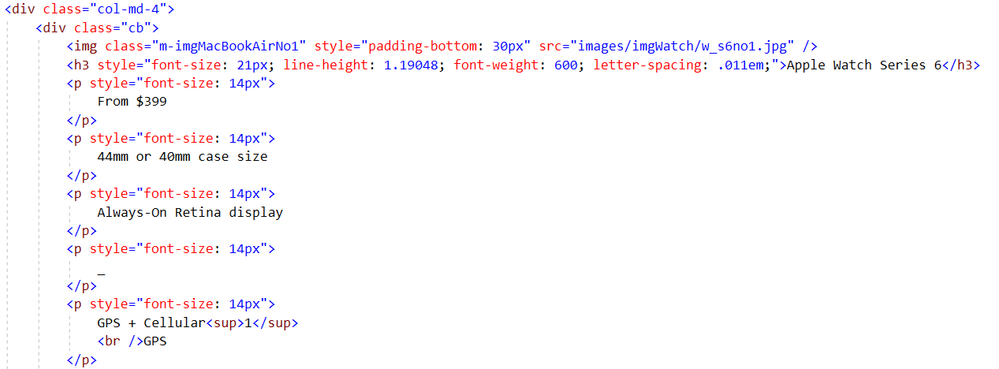 <div class="col-md-4">
<div class="cb">
<img class="m-imgMacBookAirNo1" style="padding-bottom: 30px" src="images/imgWatch/w_s6no1.jpg" />
<h3 style="font-size: 21px; line-height: 1.19048; font-weight: 600; letter-spacing: .011em;">Apple Watch Series 6</h3>
<p style="font-size: 14px">
From $399
</p>
<p style="font-size: 14px">
44mm or 40mm case size
</p>
<p style="font-size: 14px">
Always-On Retina display
</p>
<p style="font-size: 14px">
_
</p>
<p style="font-size: 14px">
GPS + Cellular<sup>1</sup>
<br />GPS
</p>